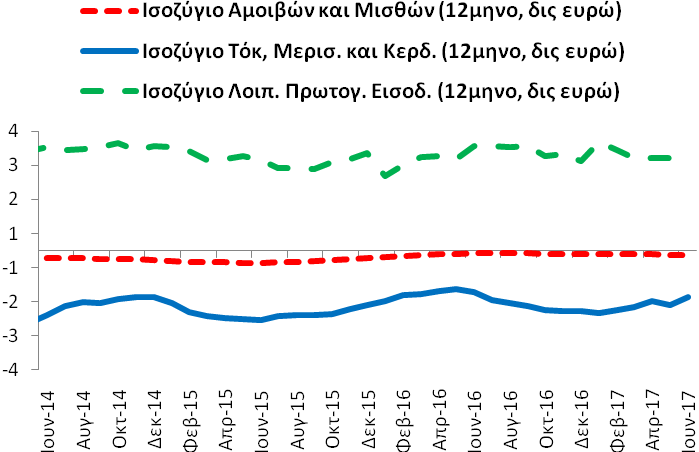 Ισοζύγιο Αμοιβών και Μισθών (12μηνο, δις ευρώ)
Ισοζύγιο Τόκ, Μερισ. και Κερδ. (12μηνο, δις ευρώ)
Ισοζύγιο Λοιπ. Πρωτογ. Εισοδ. (12μηνο, δις ευρώ)
4
3
1
-1
-2
-3
-4
Ιουν-14
Αυγ-14
Οκτ-14
Δεκ-14
Φεβ-15
Απρ-15
Ιουν-15
Αυγ-15
Οκτ-15
Δεκ-15
Φεβ-16
Απρ-16
Ιουν-16
Αυγ-16
Οκτ-16
Δεκ-16
Φεβ-17
Απρ-17
Ιουν-17